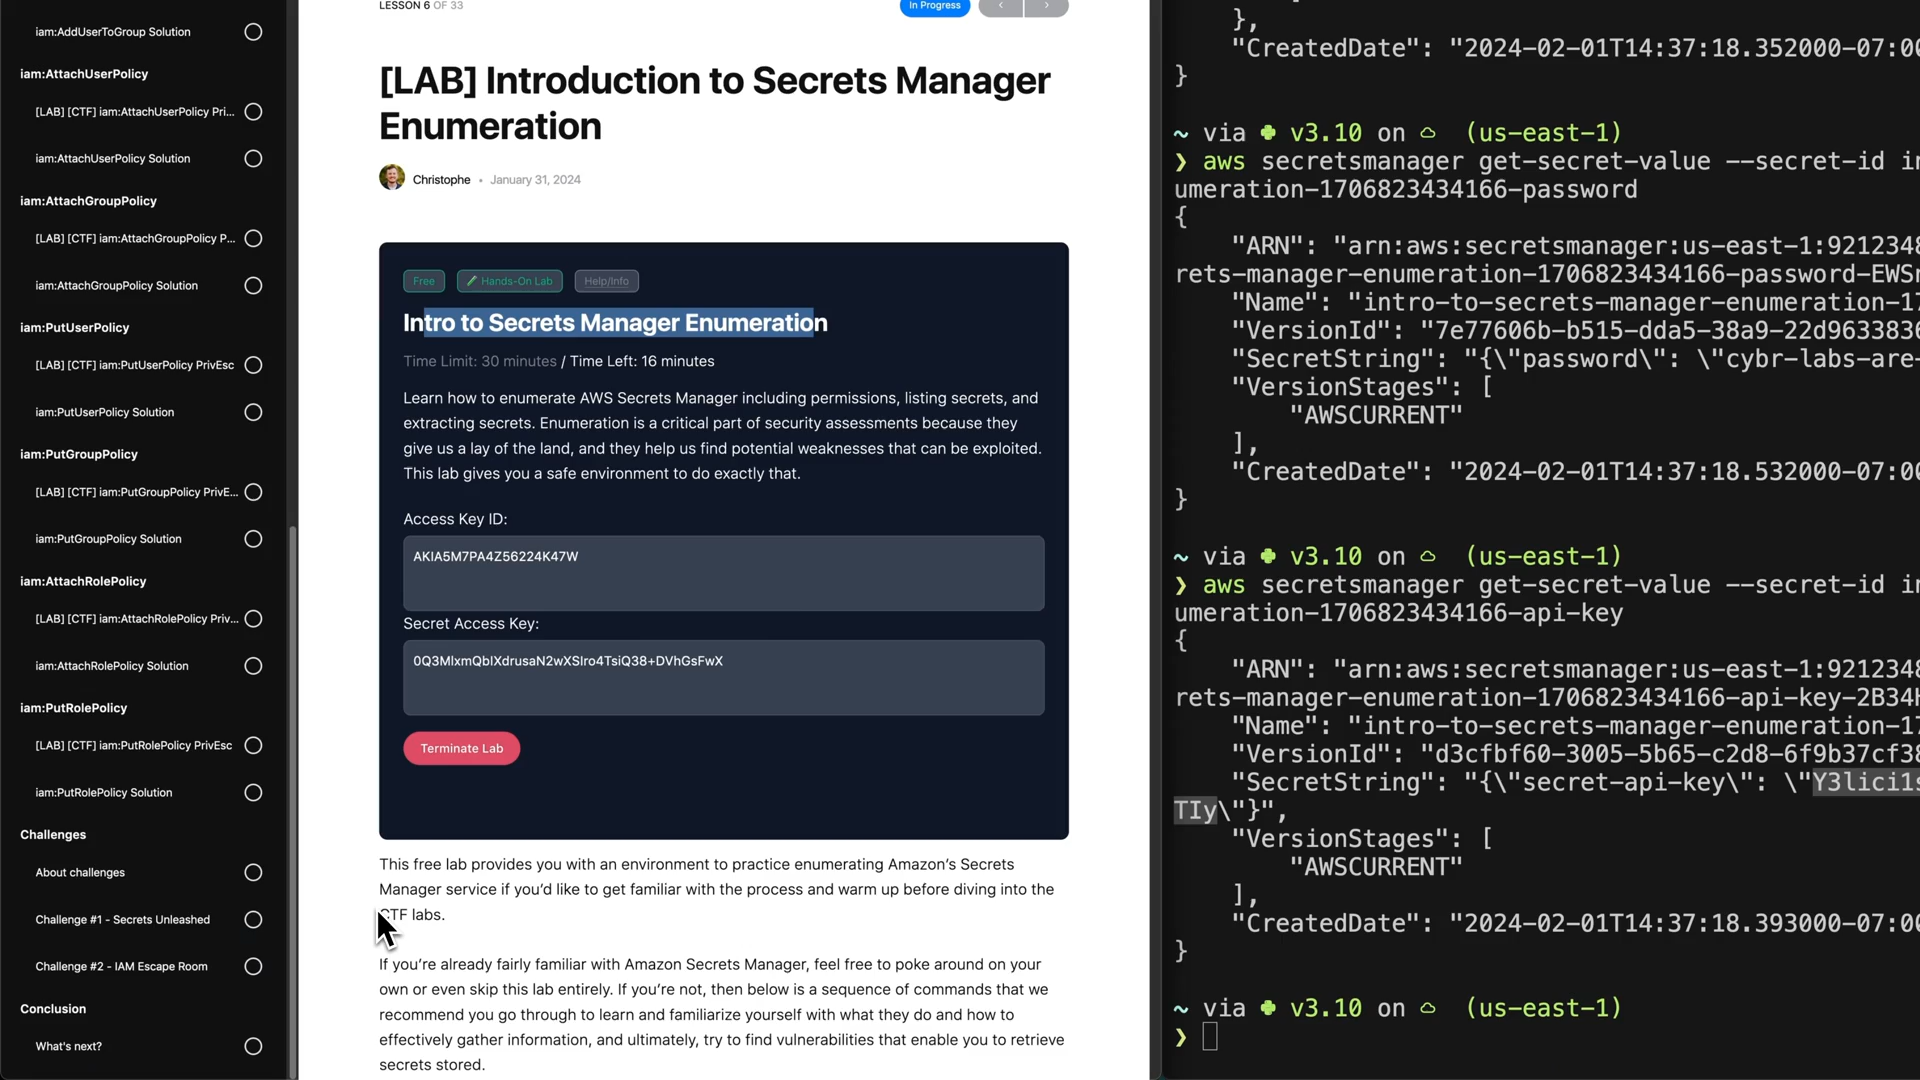 iam:AddUserToGroup Solution
iam:AttachUserPolicy
[LAB] [CTF] iam:AttachUserPolicy Pri...
iam:AttachUserPolicy Solution
iam:AttachGroupPolicy
[LAB] [CTF] iam:AttachGroupPolicy P...
iam:AttachGroupPolicy Solution
iam:PutUserPolicy
[LAB] [CTF] iam:PutUserPolicy PrivEsc
iam:PutUserPolicy Solution
iam:PutGroupPolicy
[LAB] [CTF] iam:PutGroupPolicy PrivE...
iam:PutGroupPolicy Solution
iam:AttachRolePolicy
[LAB] [CTF] iam:AttachRolePolicy Priv...
iam:AttachRolePolicy Solution
iam:PutRolePolicy
[LAB] [CTF] iam:PutRolePolicy PrivEsc
iam:PutRolePolicy Solution
Challenges
About challenges
Challenge #1 - Secrets Unleashed
Challenge #2 - IAM Escape Room
Conclusion
What's next?
LESSON 6 OF 33
In Progress
[LAB] Introduction to Secrets Manager
Enumeration
Christophe • January 31, 2024
Free
Hands-On Lab
Help/Info
Intro to Secrets Manager Enumeration
Time Limit: 30 minutes / Time Left: 16 minutes
Learn how to enumerate AWS Secrets Manager including permissions, listing secrets, and
extracting secrets. Enumeration is a critical part of security assessments because they
give us a lay of the land, and they help us find potential weaknesses that can be exploited.
This lab gives you a safe environment to do exactly that.
Access Key ID:
AKIA5M7PA4Z56224K47W
Secret Access Key:
Terminate Lab
This free lab provides you with an environment to practice enumerating Amazon’s Secrets
Manager service if you’d like to get familiar with the process and warm up before diving into the
CTF labs.
If you’re already fairly familiar with Amazon Secrets Manager, feel free to poke around on your
own or even skip this lab entirely. If you’re not, then below is a sequence of commands that we
recommend you go through to learn and familiarize yourself with what they do and how to
effectively gather information, and ultimately, try to find vulnerabilities that enable you to retrieve
secrets stored.
},
"CreatedDate": "2024-02-01T14:37:18.352000-07:00
}
~ via v3.10 on (us-east-1)
❯ aws secretsmanager get-secret-value --secret-id in
umeration-1706823434166-password
{
"ARN": "arn:aws:secretsmanager:us-east-1:9212348
rets-manager-enumeration-1706823434166-password-EWSr
"Name": "intro-to-secrets-manager-enumeration-17
"VersionId": "7e77606b-b515-dda5-38a9-22d9633836
"SecretString": "{\"password\": \"cybr-labs-are-
"VersionStages": [
"AWSCURRENT"
],
"CreatedDate": "2024-02-01T14:37:18.532000-07:00
}
~ via v3.10 on (us-east-1)
❯ aws secretsmanager get-secret-value --secret-id in
umeration-1706823434166-api-key
{
"ARN": "arn:aws:secretsmanager:us-east-1:9212348
rets-manager-enumeration-1706823434166-api-key-2B34H
"Name": "intro-to-secrets-manager-enumeration-17
"VersionId": "d3cfbf60-3005-5b65-c2d8-6f9b37cf38
"SecretString": "{\"secret-api-key\": \"Y3lici1s
TIy\"}",
"VersionStages": [
"AWSCURRENT"
],
"CreatedDate": "2024-02-01T14:37:18.393000-07:00
}
~ via v3.10 on (us-east-1)
❯